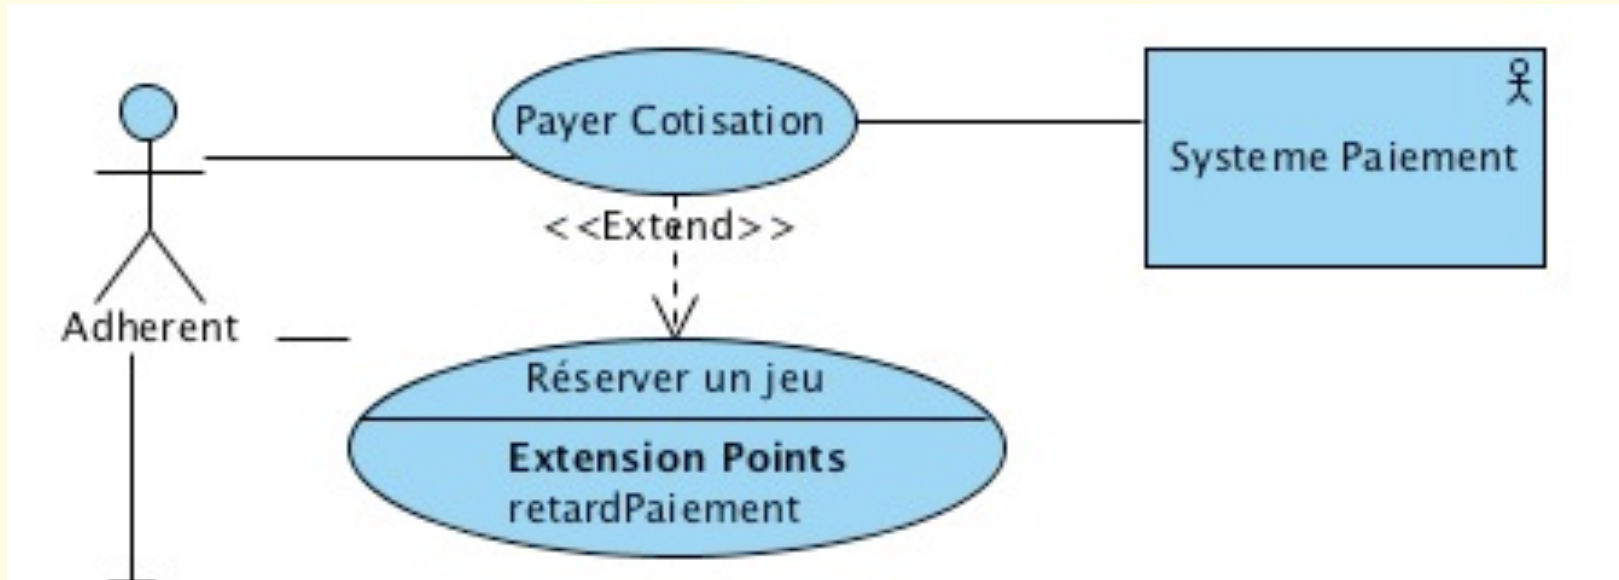 Payer Cotisation
Systeme Paiement
<<Extend>>
Adherent
Réserver un jeu
Extension Points
retardPaiement